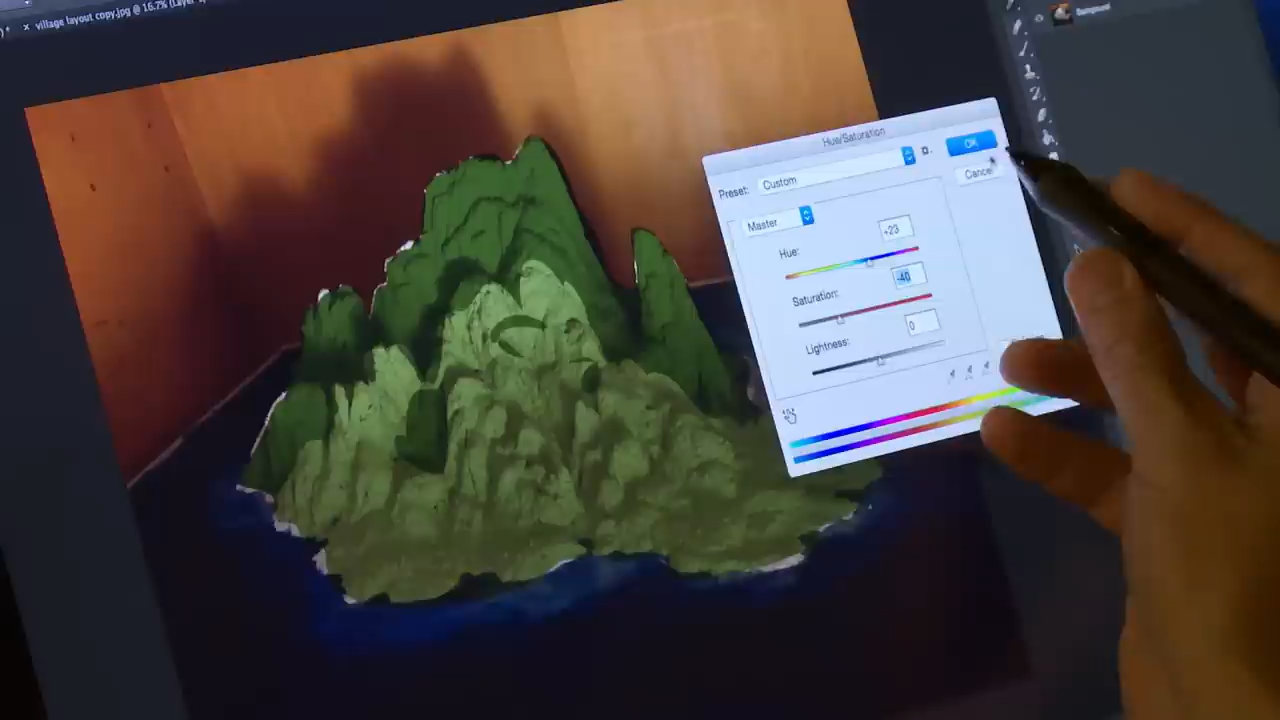 village layout copy.jpg @ 16.7%
Background
Hue/Saturation
Preset: Custom
OK
Cancel
Master
Hue: +23
Saturation: -40
Lightness: 0